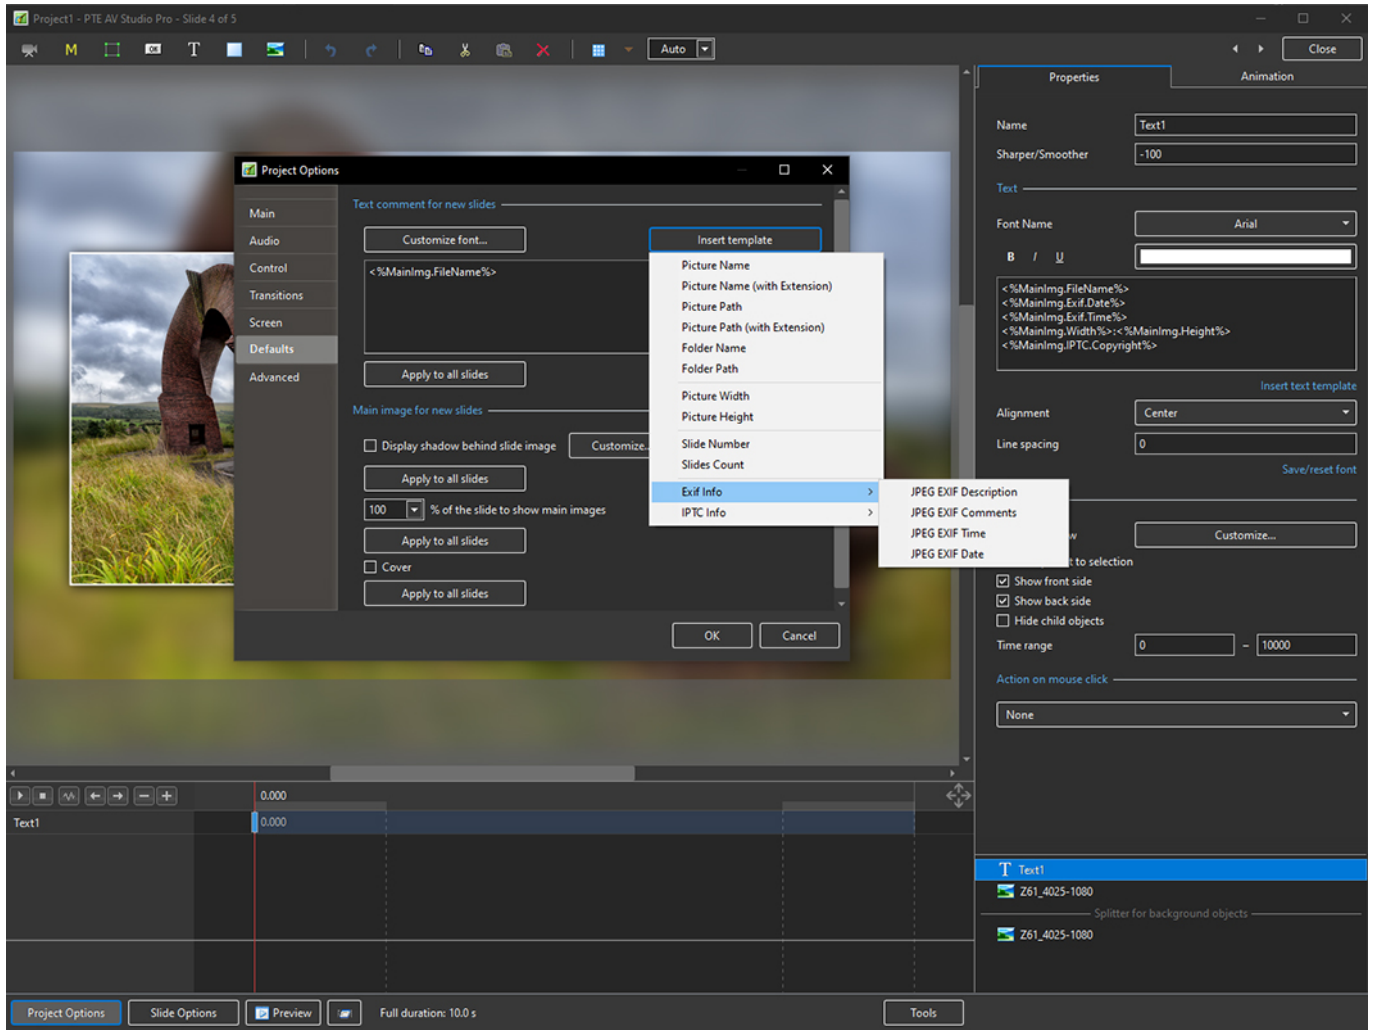 Project1 - PTE AV Studio Pro - Slide 4 of 5
M
OK
T
Auto
Close
Properties
Animation
Name
Text1
Sharper/Smoother
-100
Text
Font Name
Arial
B I U
<%MainImg.FileName%>
<%MainImg.Exif.Date%>
<%MainImg.Exif.Time%>
<%MainImg.Width%>:<%MainImg.Height%>
<%MainImg.IPTC.Copyright%>
Insert text template
Alignment
Center
Line spacing
0
Save/reset font
Customize...
t to selection
Show front side
Show back side
Hide child objects
Time range
0
–
10000
Action on mouse click
None
Project Options
Main
Audio
Control
Transitions
Screen
Defaults
Advanced
Text comment for new slides
Customize font...
Insert template
<%MainImg.FileName%>
Apply to all slides
Main image for new slides
Display shadow behind slide image
Customize..
Apply to all slides
100
% of the slide to show main images
Apply to all slides
Cover
Apply to all slides
OK
Cancel
Picture Name
Picture Name (with Extension)
Picture Path
Picture Path (with Extension)
Folder Name
Folder Path
Picture Width
Picture Height
Slide Number
Slides Count
Exif Info
IPTC Info
JPEG EXIF Description
JPEG EXIF Comments
JPEG EXIF Time
JPEG EXIF Date
0.000
Text1
0.000
T Text1
Z61_4025-1080
Splitter for background objects
Z61_4025-1080
Project Options
Slide Options
Preview
Full duration: 10.0 s
Tools